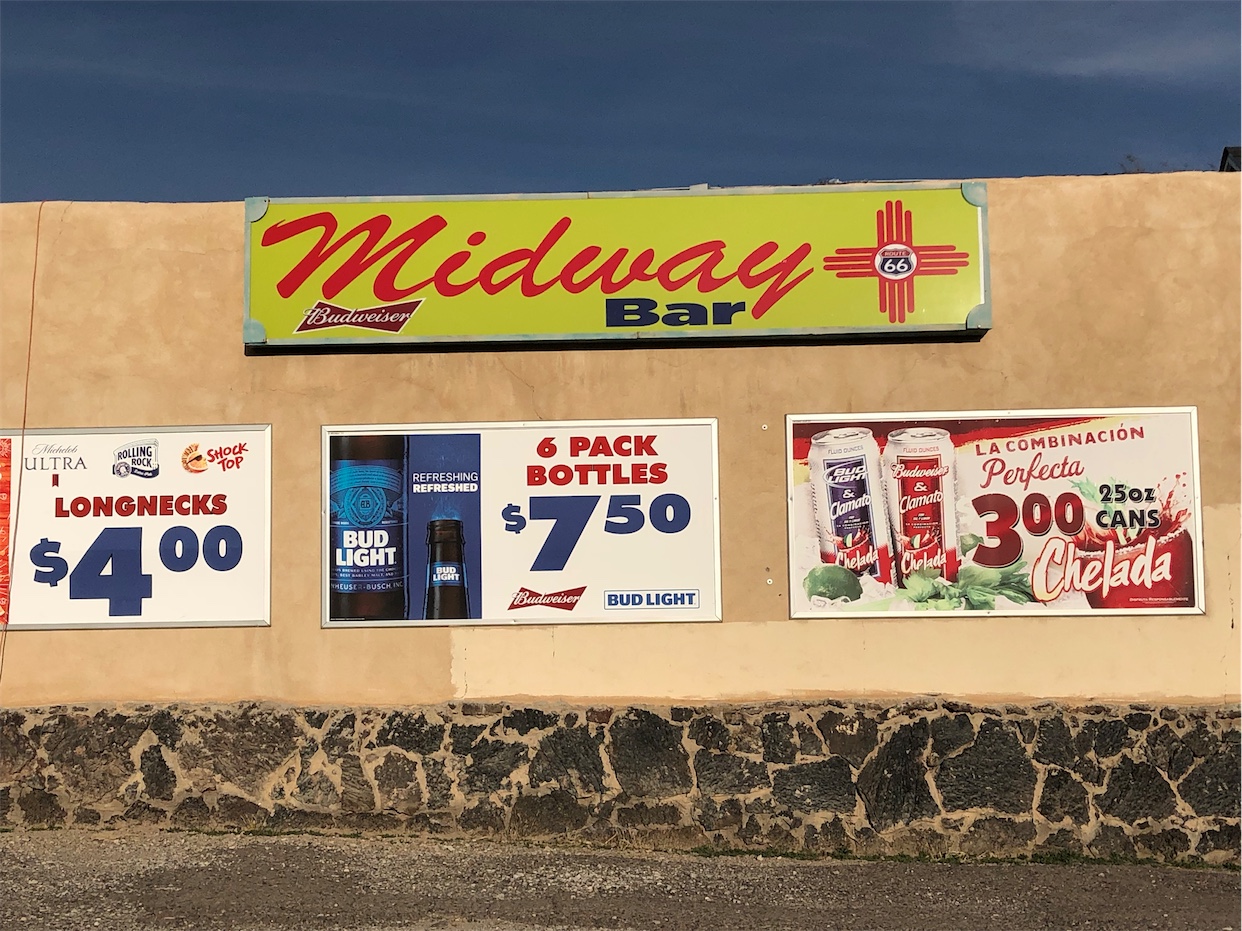 Midway
ROUTE
66
Budweiser
Bar
Michelob
ULTRA
ROLLING
ROCK
SHOCK
TOP
LONGNECKS
$4 00
BUD
LIGHT
REFRESHING
REFRESHED
BUD
LIGHT
6 PACK
BOTTLES
$7 50
Budweiser
BUD LIGHT
LA COMBINACIÓN
Perfecta
3 00 25oz
CANS
Chelada
BUD
LIGHT
&
Clamato
Chelada
Budweiser
&
Clamato
Chelada